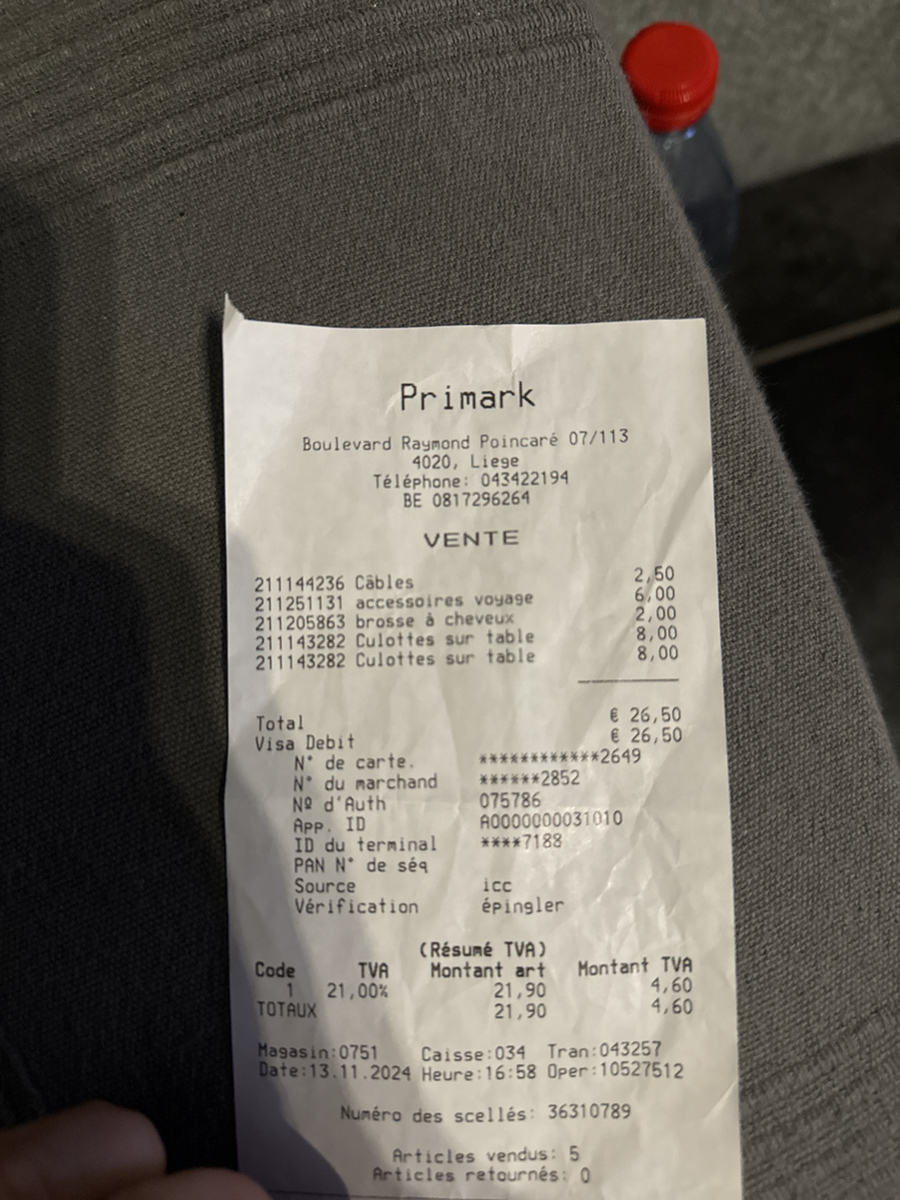 Primark
Boulevard Raymond Poincaré 07/113
4020, Liege
Téléphone: 043422194
BE 0817296264
VENTE
211144236 Câbles 2,50
211251131 accessoires voyage 6,00
211205863 brosse à cheveux 2,00
211143282 Culottes sur table 8,00
211143282 Culottes sur table 8,00
Total € 26,50
Visa Debit € 26,50
N° de carte. ************2649
N° du marchand ******2852
Nº d'Auth 075786
App. ID A0000000031010
ID du terminal ****7188
PAN N° de séq
Source icc
Vérification épingler
(Résumé TVA)
Code TVA Montant art Montant TVA
1 21,00% 21,90 4,60
TOTAUX 21,90 4,60
Magasin:0751 Caisse:034 Tran:043257
Date:13.11.2024 Heure:16:58 Oper:10527512
Numéro des scellés: 36310789
Articles vendus: 5
Articles retournés: 0